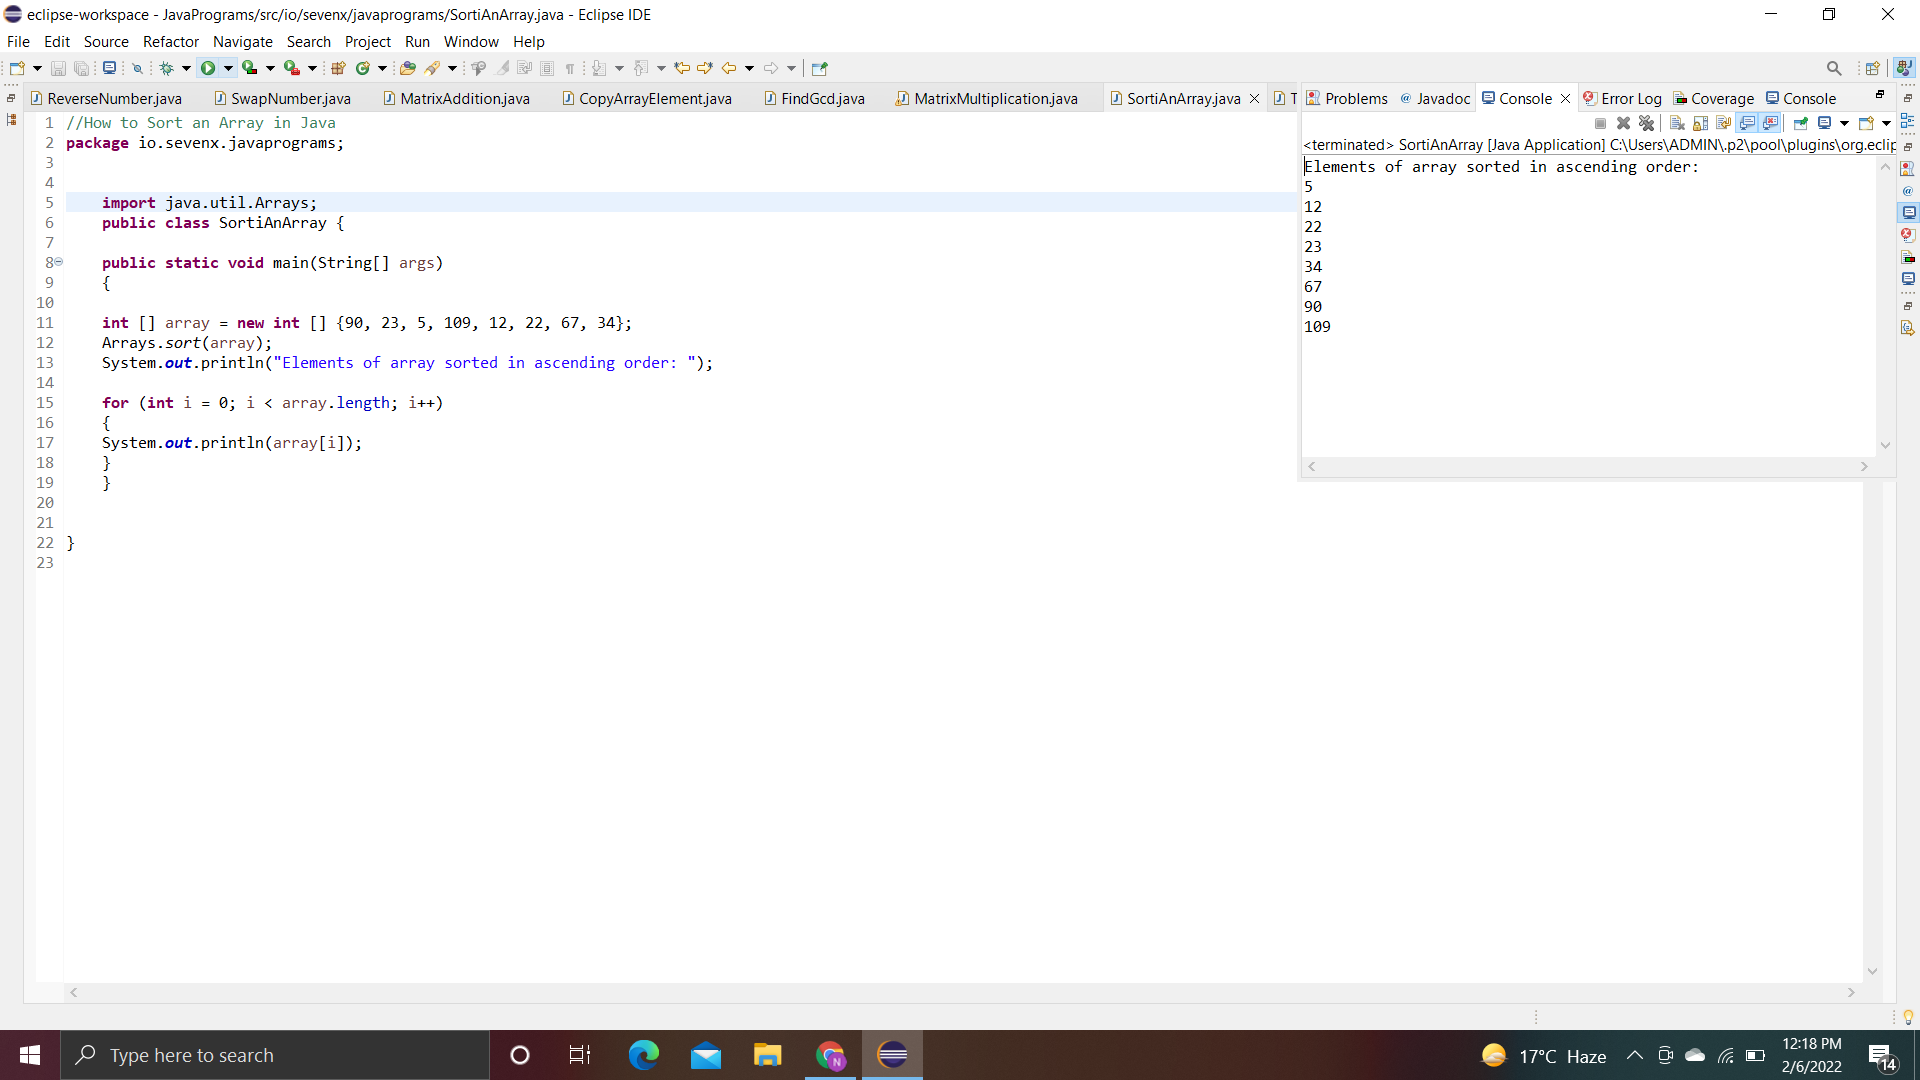 eclipse-workspace - JavaPrograms/src/io/sevenx/javaprograms/SortiAnArray.java - Eclipse IDE
File Edit Source Refactor Navigate Search Project Run Window Help
ReverseNumber.java SwapNumber.java MatrixAddition.java CopyArrayElement.java FindGcd.java MatrixMultiplication.java SortiAnArray.java T
1 //How to Sort an Array in Java
2 package io.sevenx.javaprograms;
3
4
5 import java.util.Arrays;
6 public class SortiAnArray {
7
8 public static void main(String[] args)
9 {
10
11 int [] array = new int [] {90, 23, 5, 109, 12, 22, 67, 34};
12 Arrays.sort(array);
13 System.out.println("Elements of array sorted in ascending order: ");
14
15 for (int i = 0; i < array.length; i++)
16 {
17 System.out.println(array[i]);
18 }
19 }
20
21
22 }
23
Problems Javadoc Console Error Log Coverage Console
<terminated> SortiAnArray [Java Application] C:\Users\ADMIN\.p2\pool\plugins\org.eclip
Elements of array sorted in ascending order:
5
12
22
23
34
67
90
109
Type here to search
N
17°C Haze
12:18 PM
2/6/2022
14